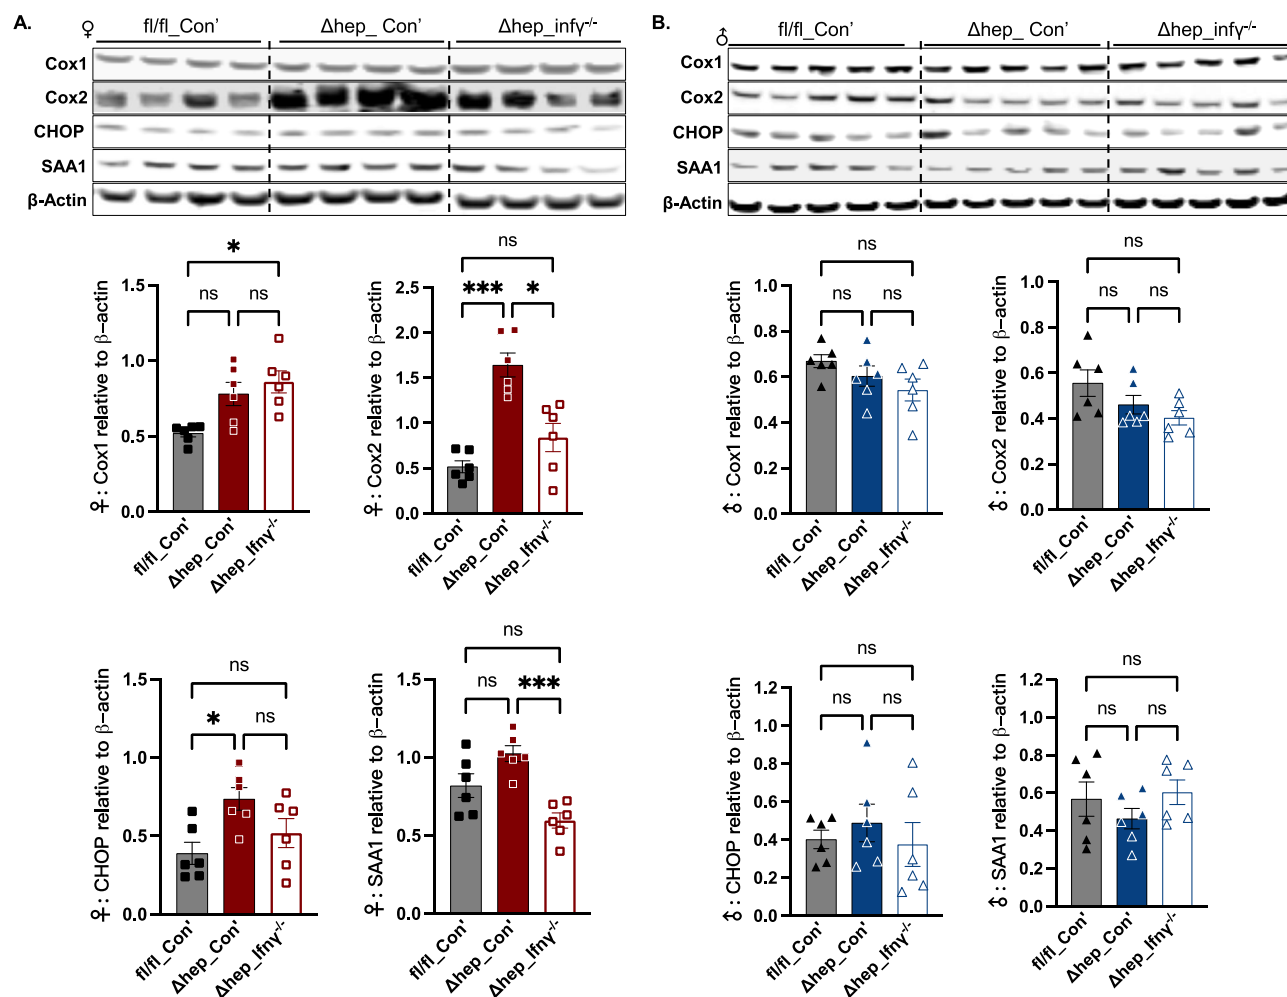 A.
♀ fl/fl_Con' Δhep_ Con' Δhep_infγ-/-
Cox1
Cox2
CHOP
SAA1
β-Actin
B.
♂ fl/fl_Con' Δhep_ Con' Δhep_Infγ-/-
Cox1
Cox2
CHOP
SAA1
β-Actin
♀: Cox1 relative to β−actin
1.5
1.0
0.5
0.0
*
ns ns
fl/fl_Con'
Δhep_Con'
Δhep_Ifnγ-/-
♀: Cox2 relative to β−actin
2.5
2.0
1.5
1.0
0.5
0.0
ns
*** *
fl/fl_Con'
Δhep_Con'
Δhep_Ifnγ-/-
♂: Cox1 relative to β−actin
1.0
0.8
0.6
0.4
0.2
0.0
ns
ns ns
fl/fl_Con'
Δhep_Con'
Δhep_Ifnγ-/-
♂: Cox2 relative to β−actin
1.0
0.8
0.6
0.4
0.2
0.0
ns
ns ns
fl/fl_Con'
Δhep_Con'
Δhep_Ifnγ-/-
♀: CHOP relative to β−actin
1.5
1.0
0.5
0.0
ns
* ns
fl/fl_Con'
Δhep_Con'
Δhep_Ifnγ-/-
♀: SAA1 relative to β−actin
1.5
1.0
0.5
0.0
ns
ns ***
fl/fl_Con'
Δhep_Con'
Δhep_Ifnγ-/-
♂: CHOP relative to β−actin
1.2
1.0
0.8
0.6
0.4
0.2
0.0
ns
ns ns
fl/fl_Con'
Δhep_Con'
Δhep_Ifnγ-/-
♂: SAA1 relative to β−actin
1.2
1.0
0.8
0.6
0.4
0.2
0.0
ns
ns ns
fl/fl_Con'
Δhep_Con'
Δhep_Ifnγ-/-